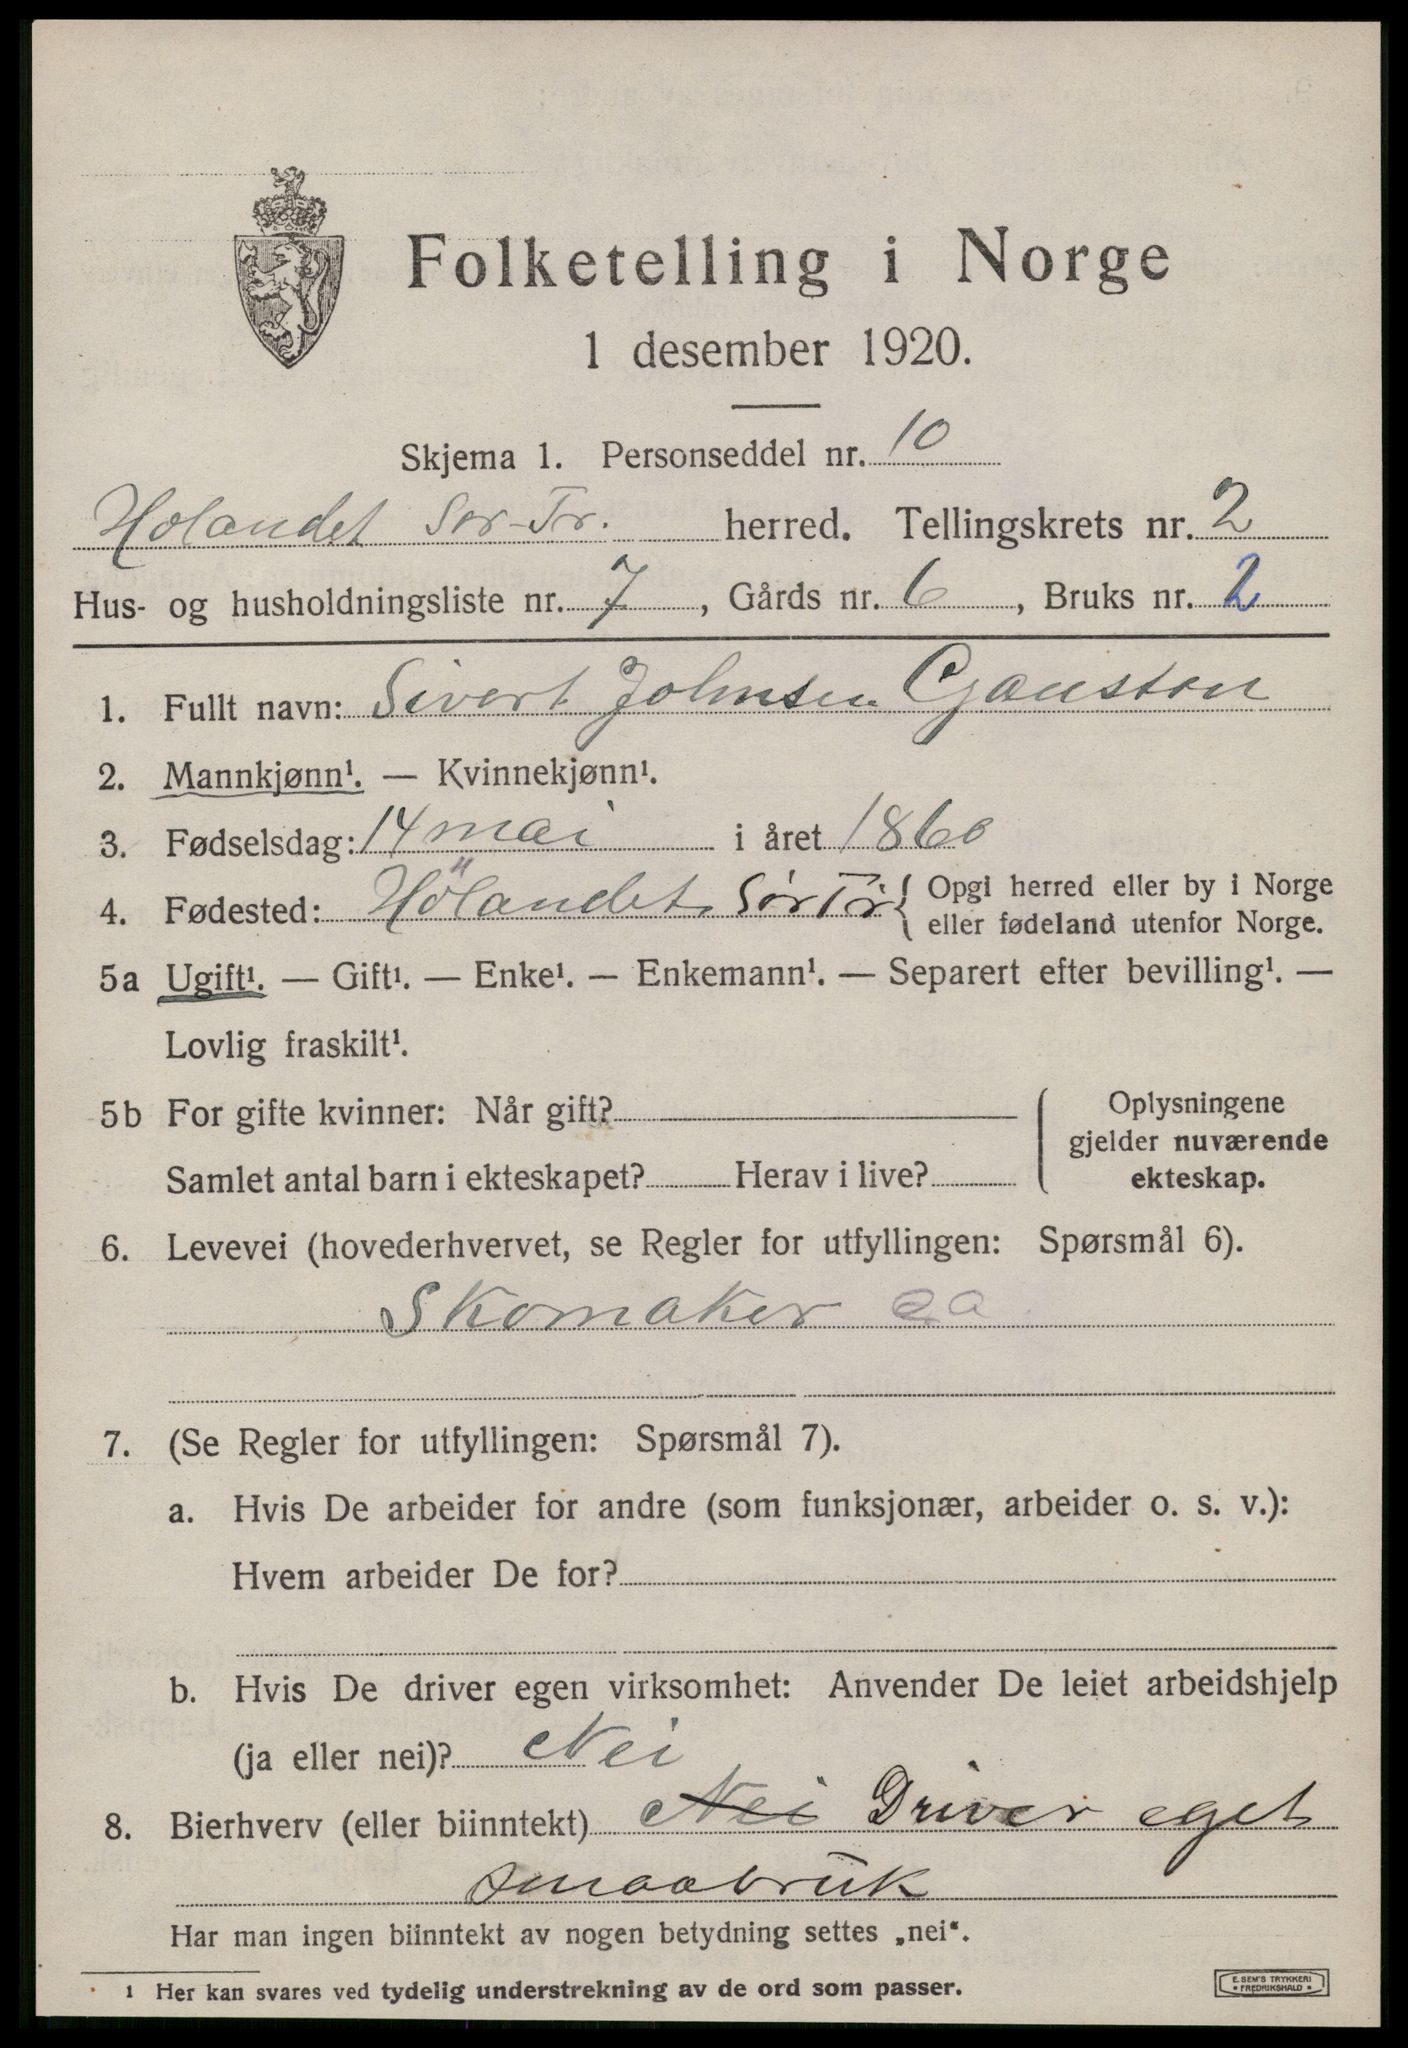 Folketelling i Norge
1 desember 1920.
Skjema 1. Personseddel nr. 10
Holandet Sør-Tr. herred. Tellingskrets nr. 2
Hus- og husholdningsliste nr. 7, Gårds nr. 6, Bruks nr. 2
1. Fullt navn: Sivert Johnsen
2. Mannkjønn¹. — Kvinnekjønn¹.
3. Fødselsdag: 14 mai i året 1860
4. Fødested: Hölandet Sør Tr { Opgi herred eller by i Norge
eller fødeland utenfor Norge.
5a Ugift¹. — Gift¹. — Enke¹. — Enkemann¹. — Separert efter bevilling¹. —
Lovlig fraskilt¹.
5b For gifte kvinner: Når gift?
Samlet antal barn i ekteskapet? Herav i live?
Oplysningene
gjelder nuværende
ekteskap.
6. Levevei (hovederhvervet, se Regler for utfyllingen: Spørsmål 6).
Skomaker e.a.
7. (Se Regler for utfyllingen: Spørsmål 7).
a. Hvis De arbeider for andre (som funksjonær, arbeider o. s. v.):
Hvem arbeider De for?
b. Hvis De driver egen virksomhet: Anvender De leiet arbeidshjelp
(ja eller nei)? Nei
8. Bierhverv (eller biinntekt) Nei Driver eget
smaabruk
Har man ingen biinntekt av nogen betydning settes „nei“.
¹ Her kan svares ved tydelig understrekning av de ord som passer.
E. SEM'S TRYKKERI
* FREDRIKSHALD *